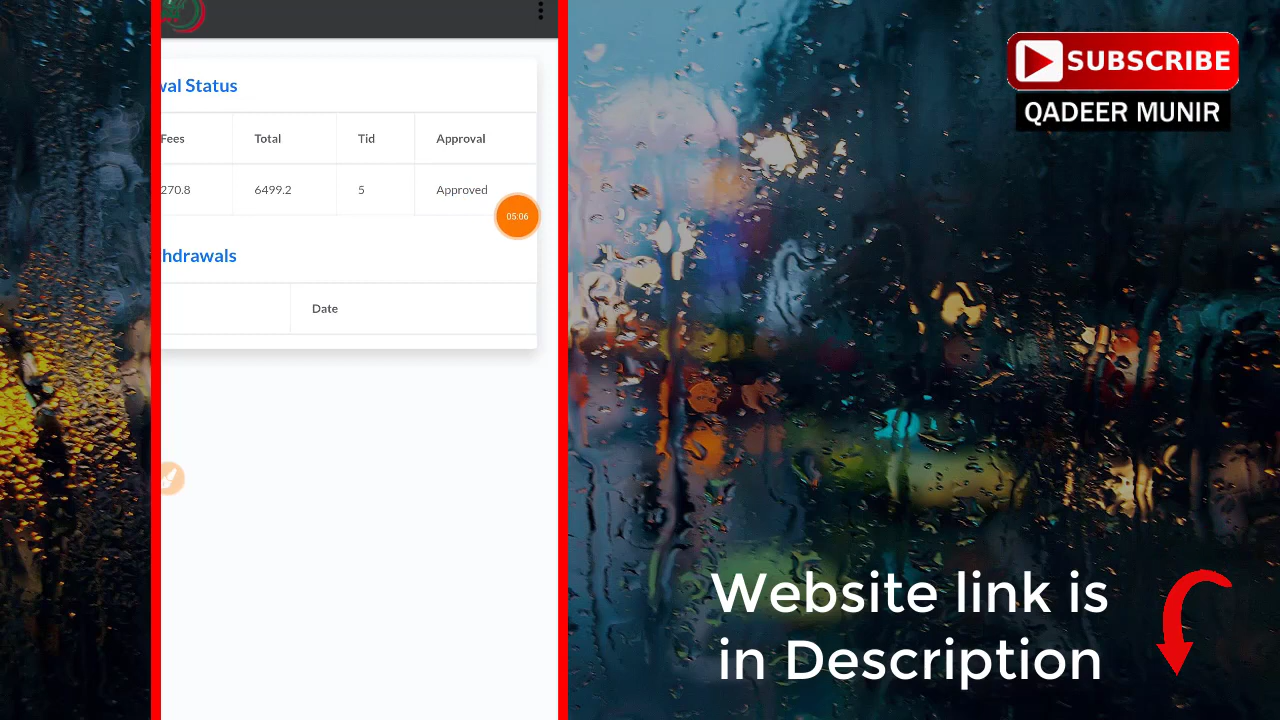 wal Status
Fees Total Tid Approval
270.8 6499.2 5 Approved
05:06
hdrawals
Date
SUBSCRIBE
QADEER MUNIR
Website link is
in Description